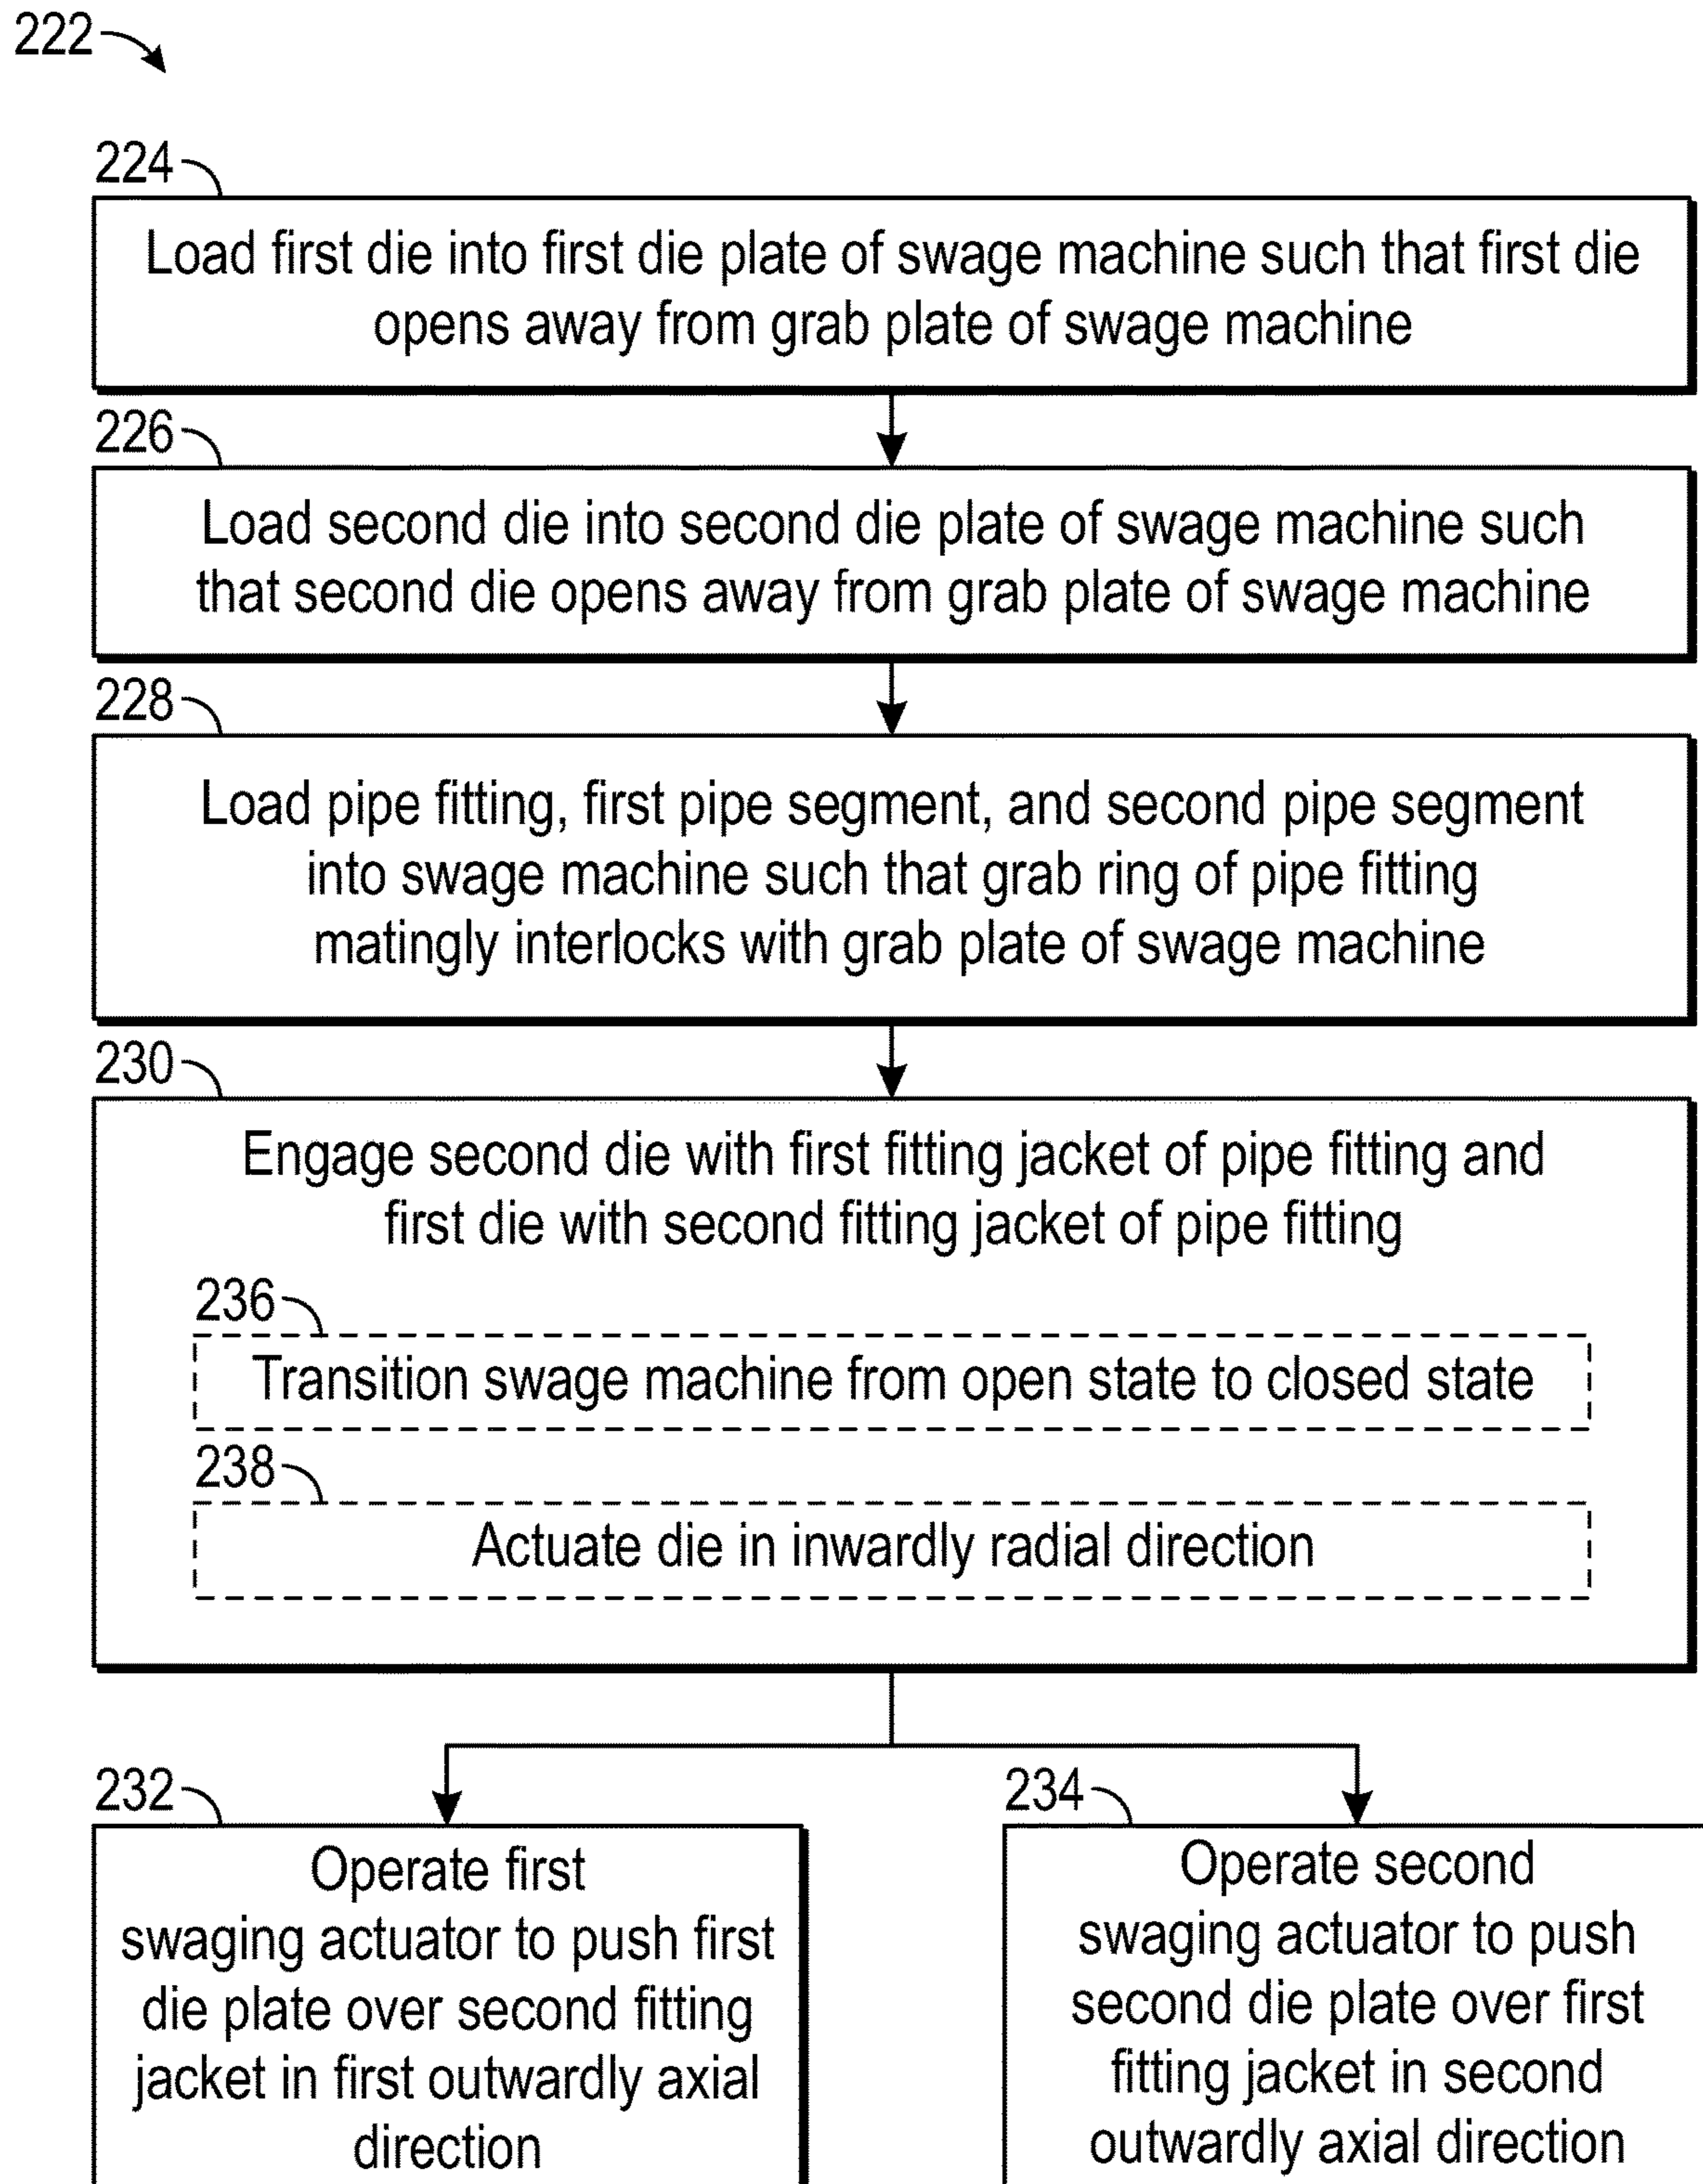 222
224
Load first die into first die plate of swage machine such that first die
opens away from grab plate of swage machine
226
Load second die into second die plate of swage machine such
that second die opens away from grab plate of swage machine
228
Load pipe fitting, first pipe segment, and second pipe segment
into swage machine such that grab ring of pipe fitting
matingly interlocks with grab plate of swage machine
230
Engage second die with first fitting jacket of pipe fitting and
first die with second fitting jacket of pipe fitting
236
Transition swage machine from open state to closed state
238
Actuate die in inwardly radial direction
232
Operate first
swaging actuator to push first
die plate over second fitting
jacket in first outwardly axial
direction
234
Operate second
swaging actuator to push
second die plate over first
fitting jacket in second
outwardly axial direction